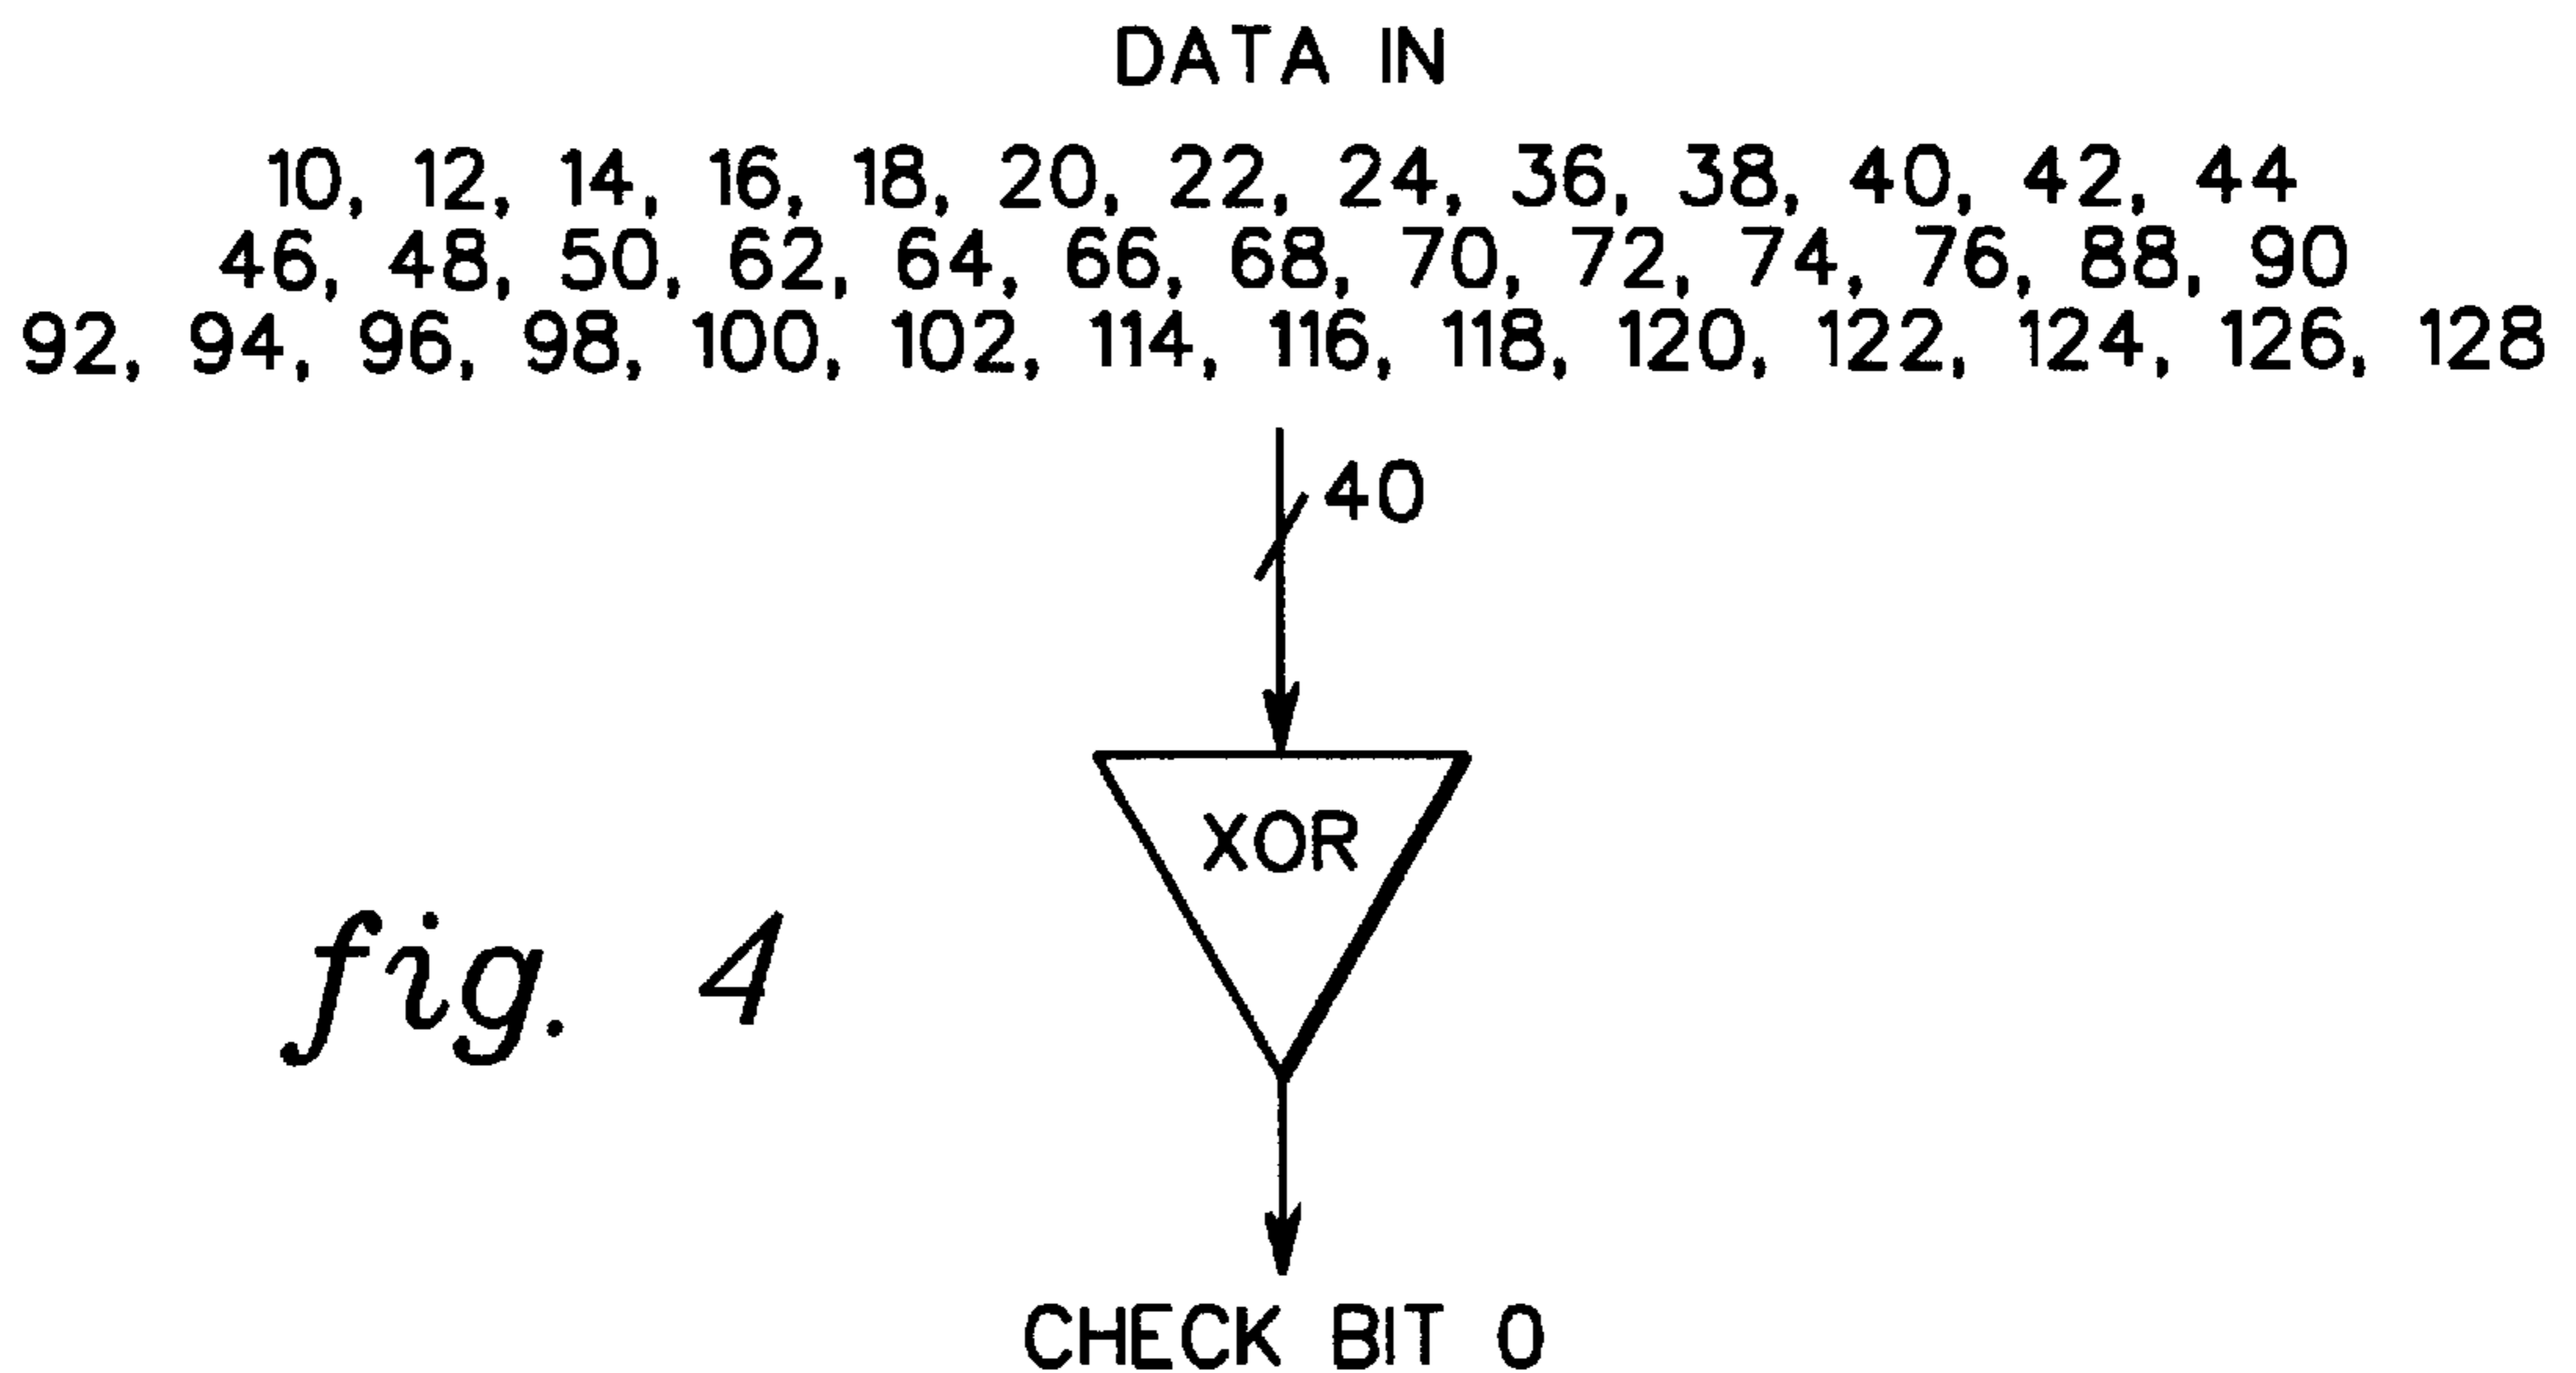 DATA IN
10, 12, 14, 16, 18, 20, 22, 24, 36, 38, 40, 42, 44
46, 48, 50, 62, 64, 66, 68, 70, 72, 74, 76, 88, 90
92, 94, 96, 98, 100, 102, 114, 116, 118, 120, 122, 124, 126, 128
40
XOR
fig. 4
CHECK BIT 0